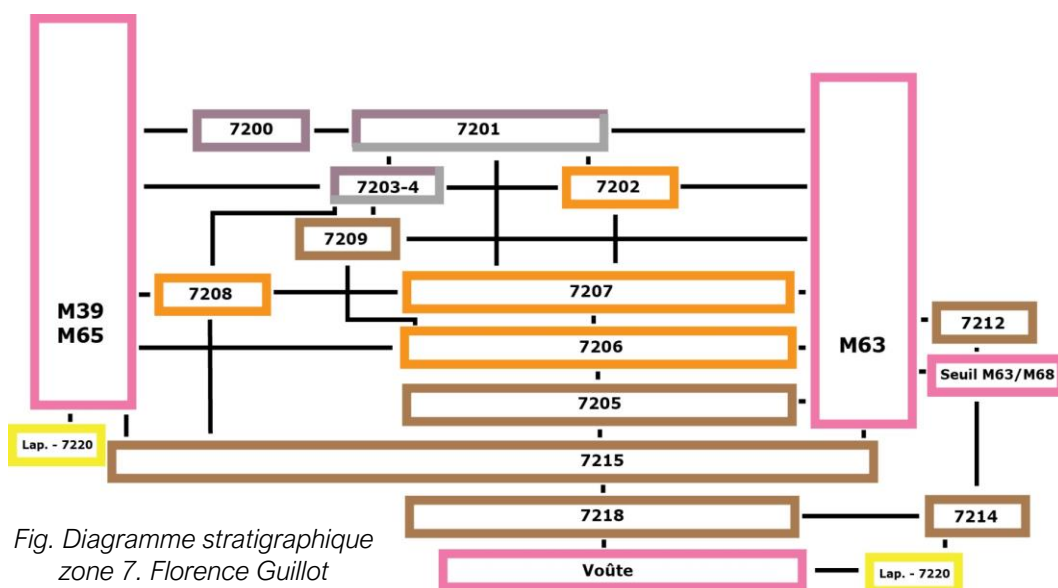 7200
7201
7203-4
7202
7209
7208
7207
M39
M65
M63
7212
7206
Seuil M63/M68
7205
Lap. - 7220
7215
7218
7214
Fig. Diagramme stratigraphique
zone 7. Florence Guillot
Voûte
Lap. - 7220